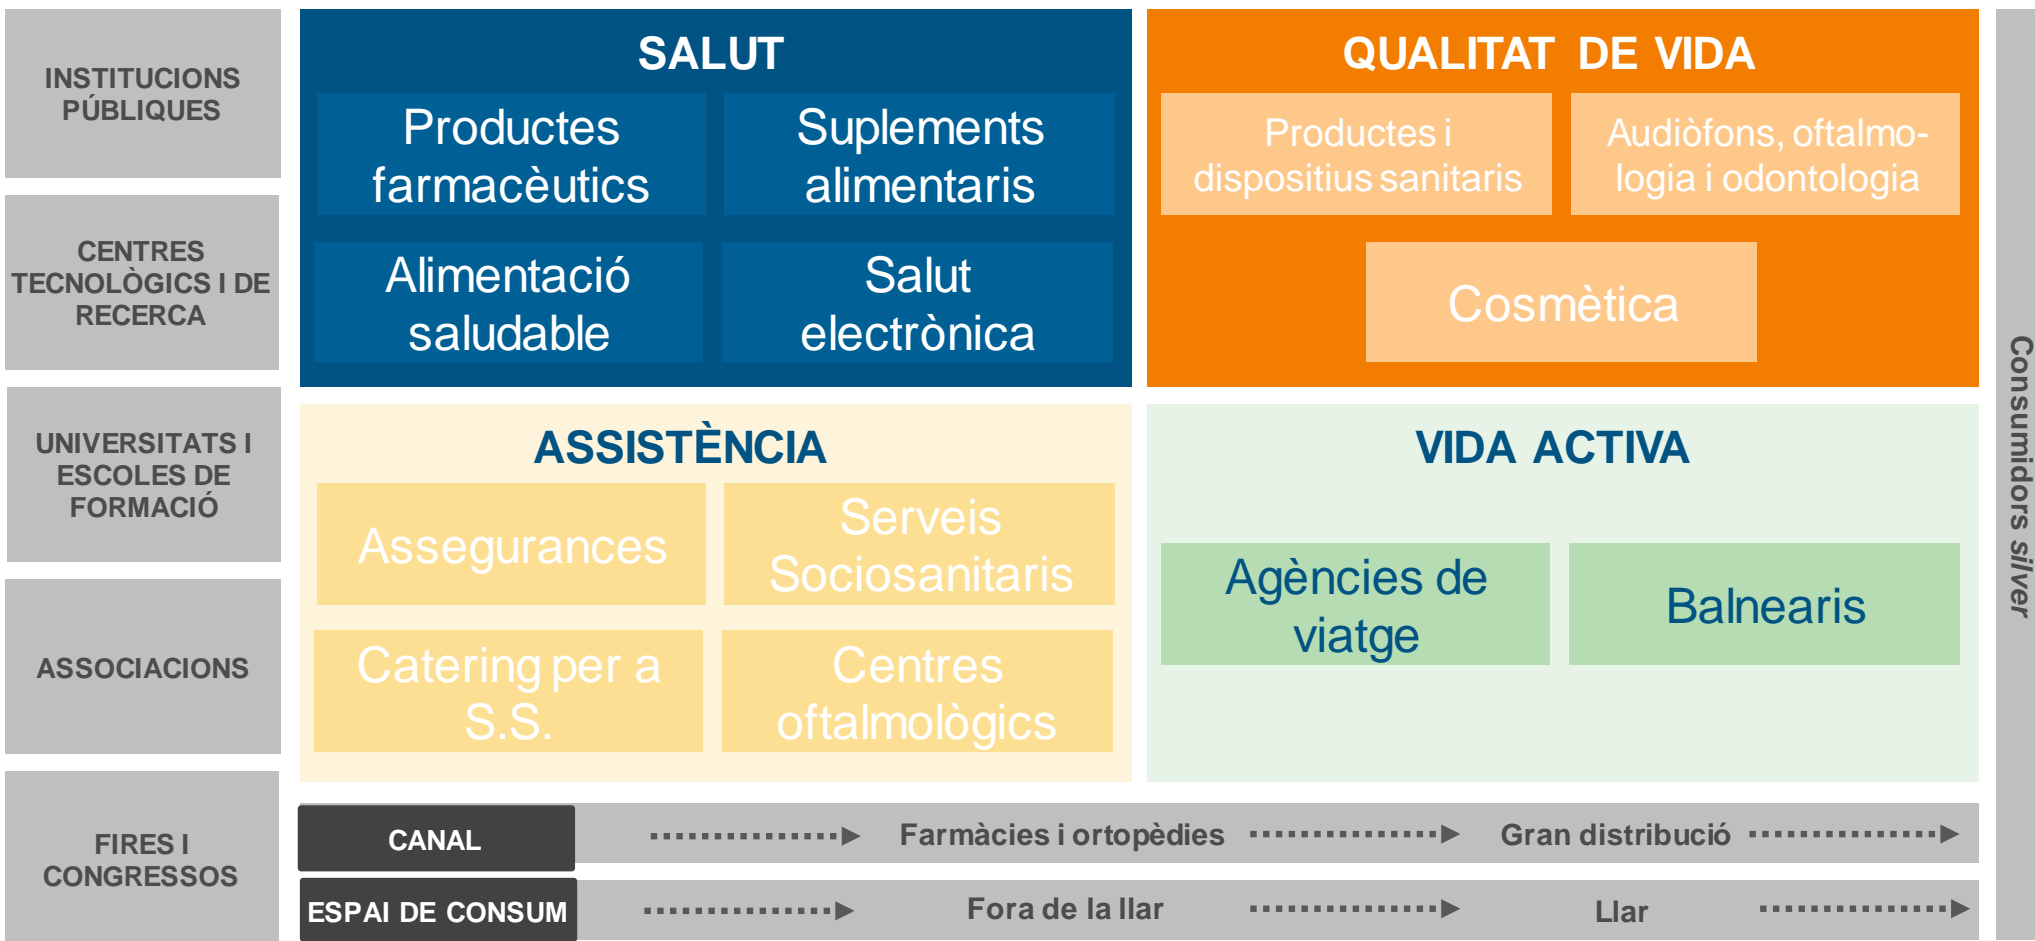 INSTITUCIONS
PÚBLIQUES
CENTRES
TECNOLÒGICS I DE
RECERCA
UNIVERSITATS I
ESCOLES DE
FORMACIÓ
ASSOCIACIONS
FIRES I
CONGRESSOS
SALUT
Productes
farmacèutics
Suplements
alimentaris
Alimentació
saludable
Salut
electrònica
QUALITAT DE VIDA
Productes i
dispositius sanitaris
Audiòfons, oftalmo-
logia i odontologia
Cosmètica
ASSISTÈNCIA
Assegurances
Serveis
Sociosanitaris
Catering per a
S.S.
Centres
oftalmològics
VIDA ACTIVA
Agències de
viatge
Balnearis
CANAL
Farmàcies i ortopèdies
Gran distribució
ESPAI DE CONSUM
Fora de la llar
Llar
Consumidors silver